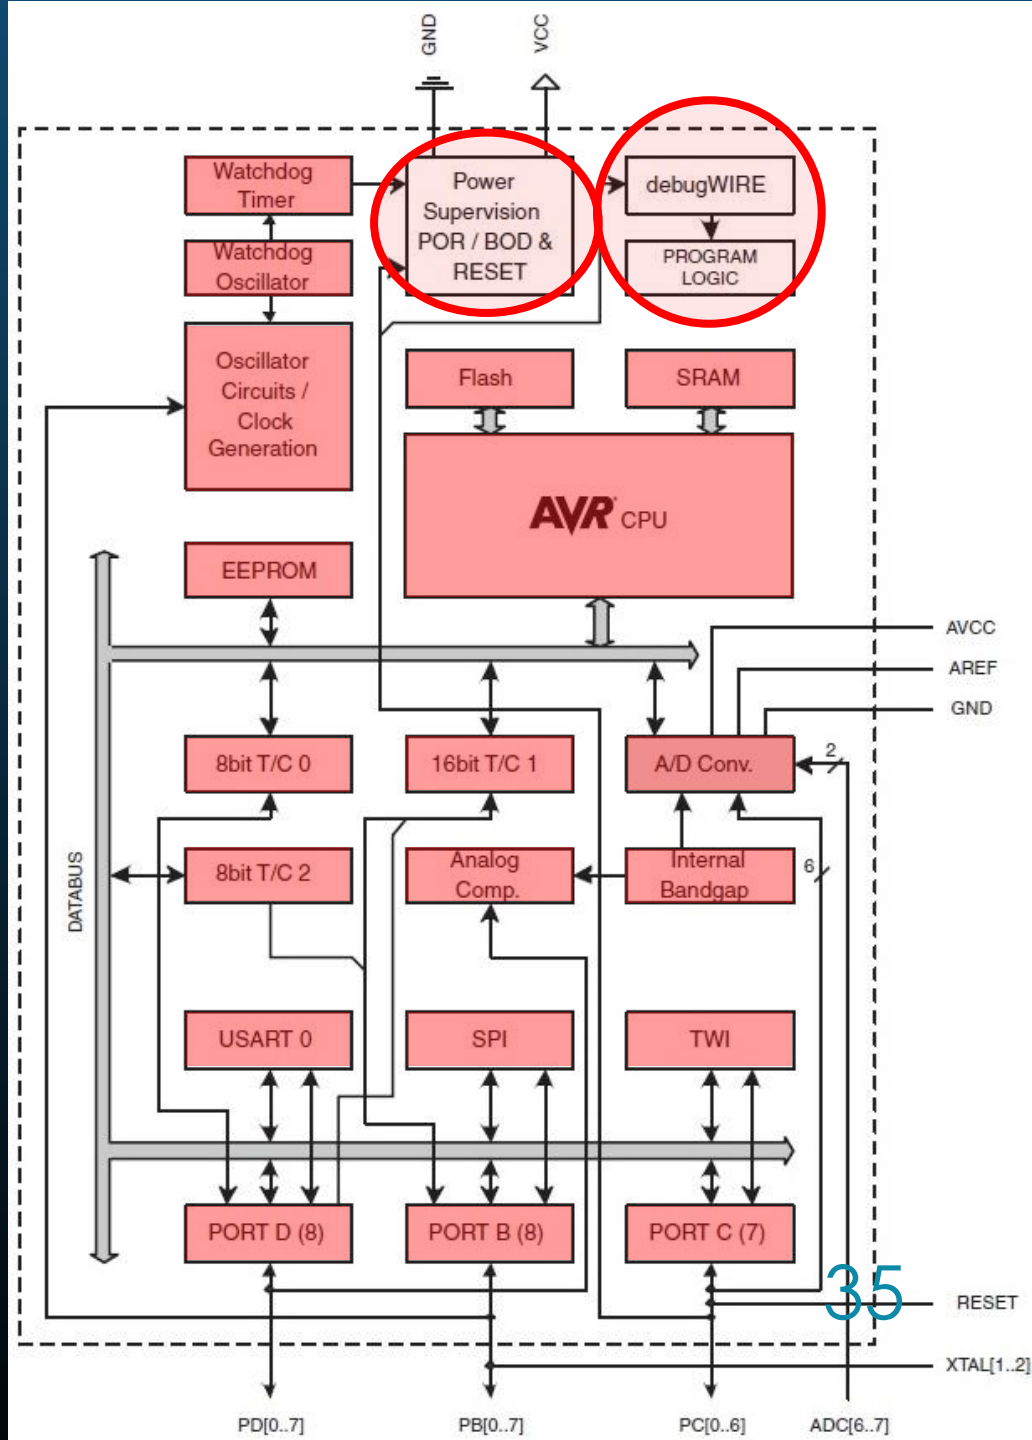 GND
VCC
Watchdog
Timer
Power
Supervision
POR / BOD &
RESET
debugWIRE
Watchdog
Oscillator
PROGRAM
LOGIC
Oscillator
Circuits /
Clock
Generation
Flash
SRAM
AVR CPU
EEPROM
AVCC
AREF
GND
8bit T/C 0
16bit T/C 1
A/D Conv.
2
DATABUS
8bit T/C 2
Analog
Comp.
Internal
Bandgap
6
USART 0
SPI
TWI
PORT D (8)
PORT B (8)
PORT C (7)
35
RESET
XTAL[1..2]
PD[0..7]
PB[0..7]
PC[0..6]
ADC[6..7]